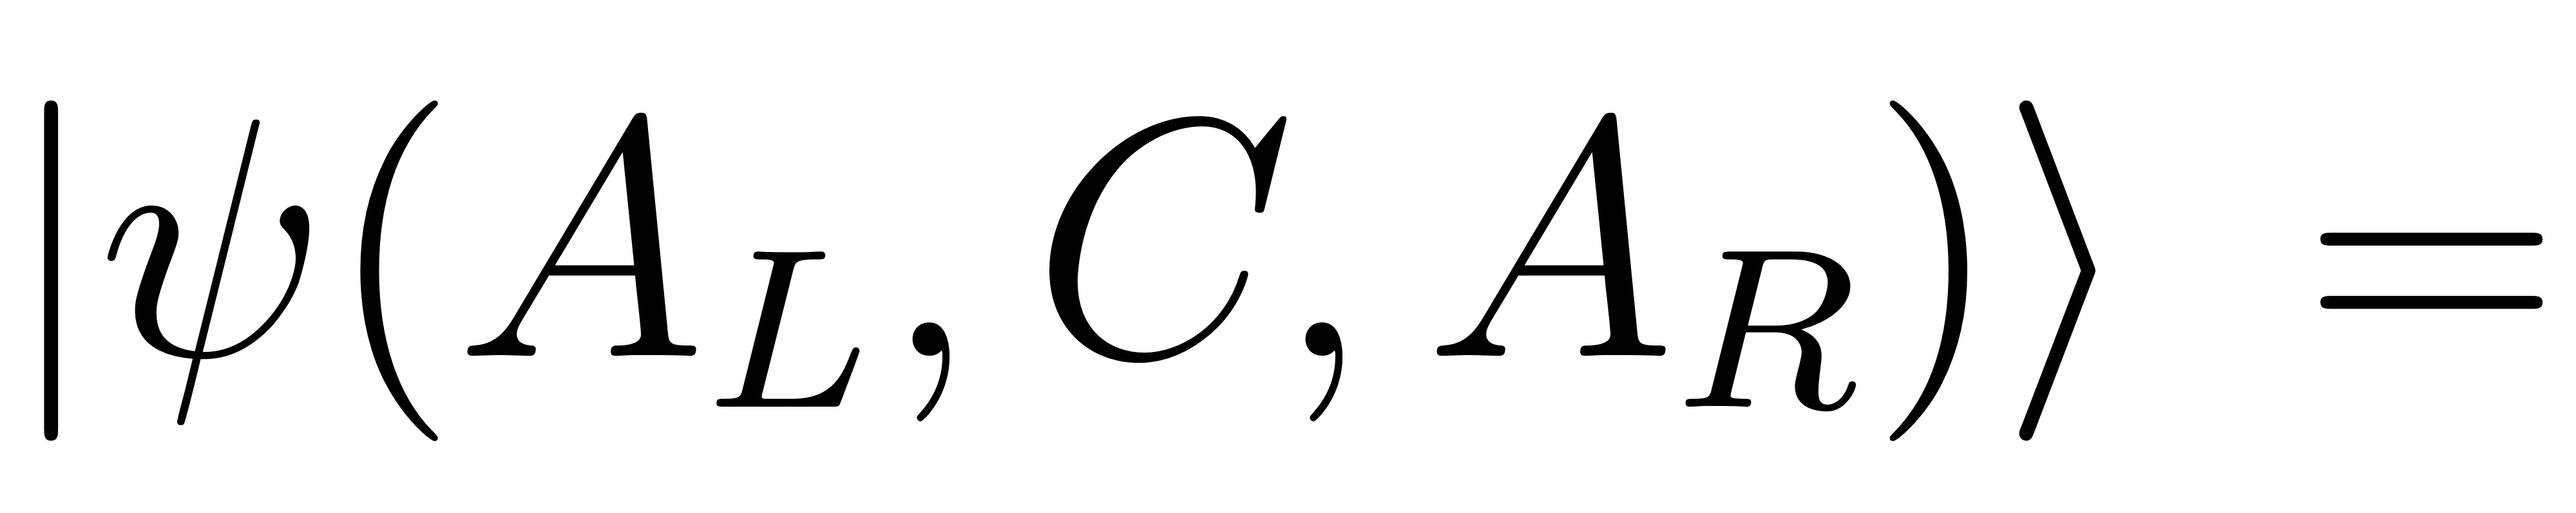 |ψ(A_L, C, A_R)⟩ =